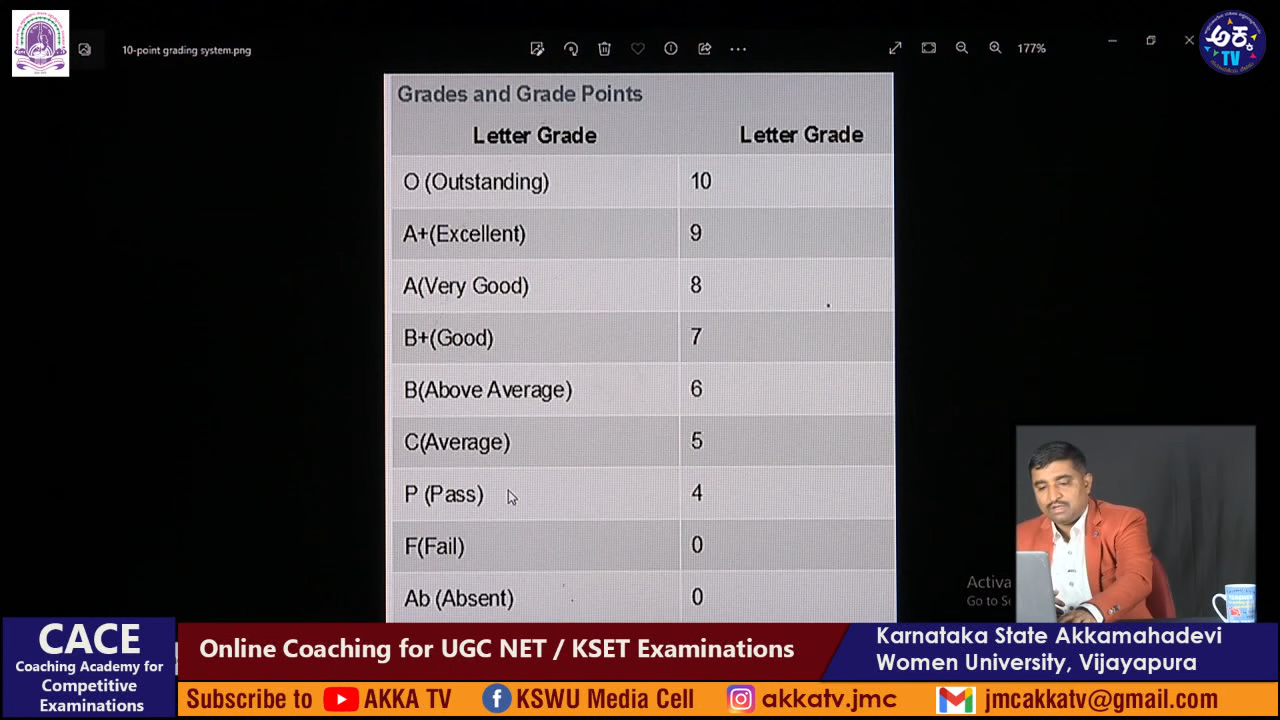 10-point grading system.png
177%
ಅಕ್ಕ
TV
Grades and Grade Points
Letter Grade Letter Grade
O (Outstanding) 10
A+(Excellent) 9
A(Very Good) 8
B+(Good) 7
B(Above Average) 6
C(Average) 5
P (Pass) 4
F(Fail) 0
Ab (Absent) 0
Activa
Go to Se
CACE
Coaching Academy for
Competitive
Examinations
Online Coaching for UGC NET / KSET Examinations
Karnataka State Akkamahadevi
Women University, Vijayapura
Subscribe to AKKA TV KSWU Media Cell akkatv.jmc jmcakkatv@gmail.com